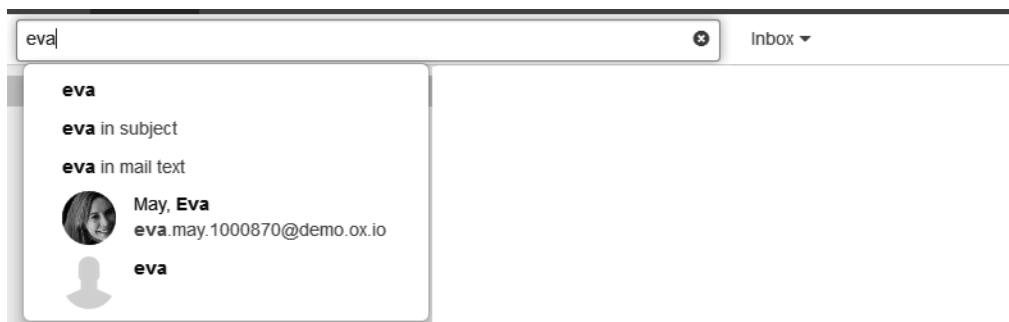 eva Inbox
eva
eva in subject
eva in mail text
May, Eva
eva.may.1000870@demo.ox.io
eva